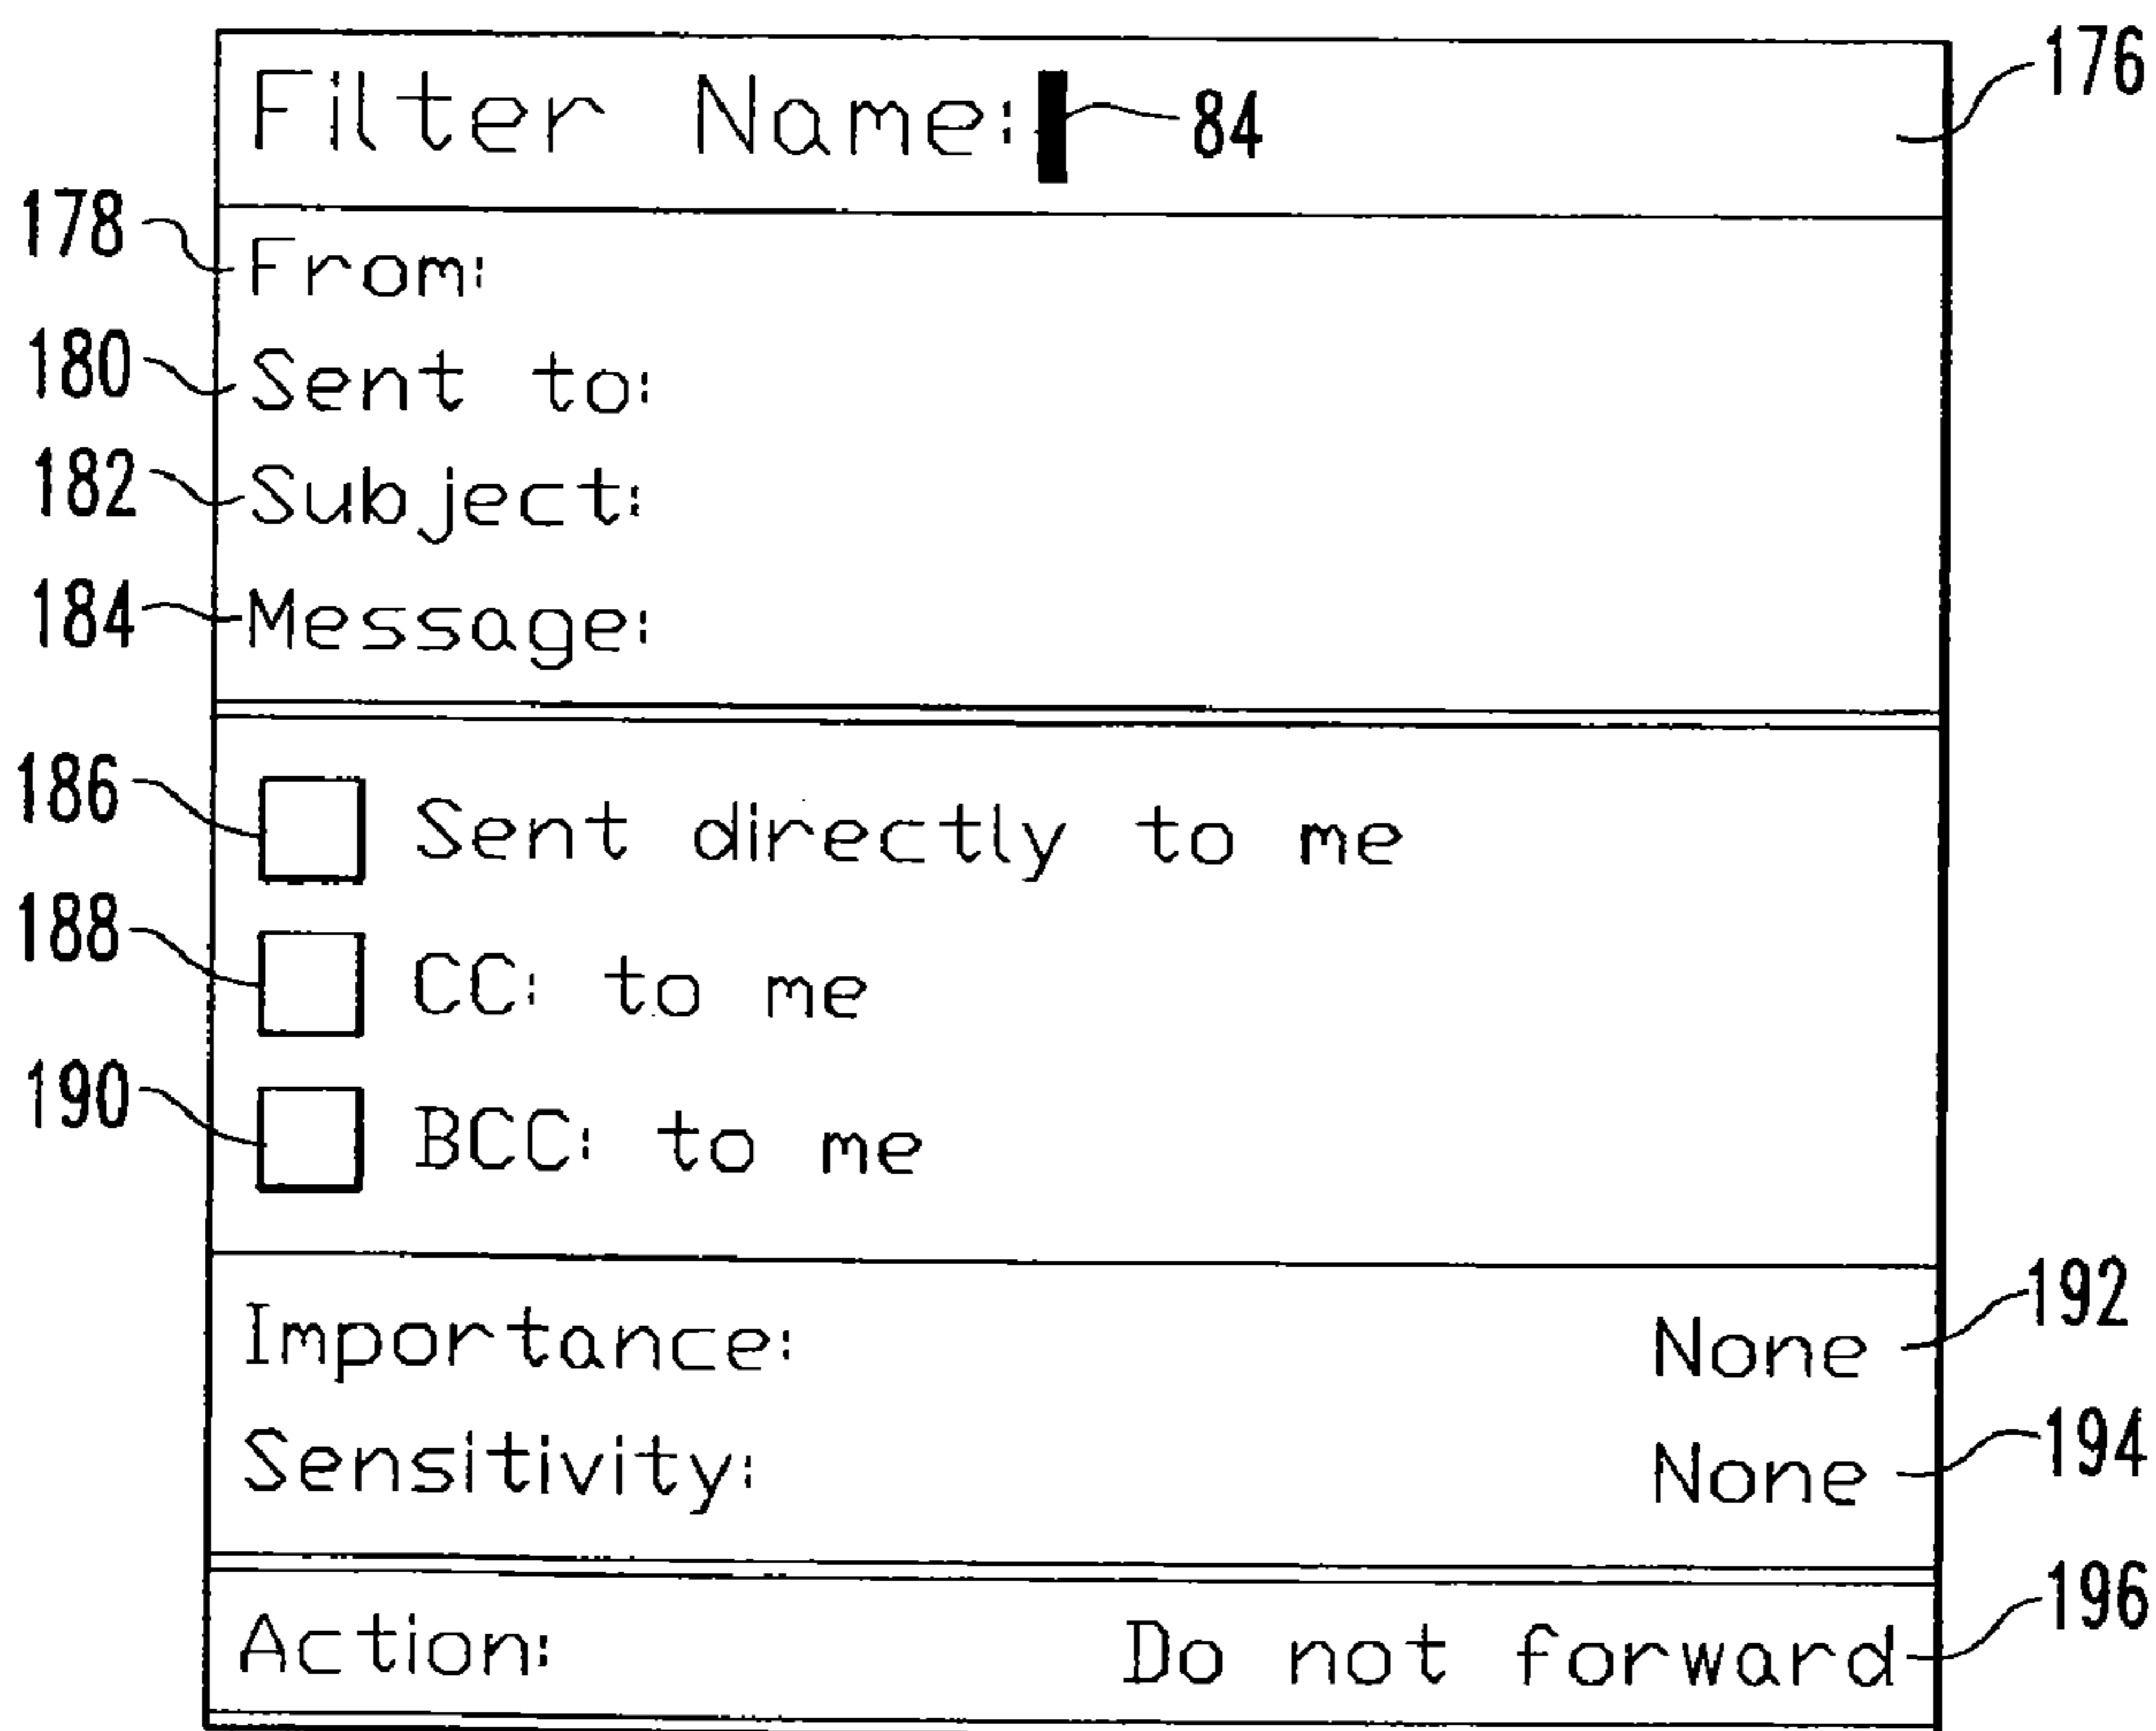 176
Filter Name: 84
178 From:
180 Sent to:
182 Subject:
184 Message:
186 Sent directly to me
188 CC: to me
190 BCC: to me
Importance: None 192
Sensitivity: None 194
Action: Do not forward 196